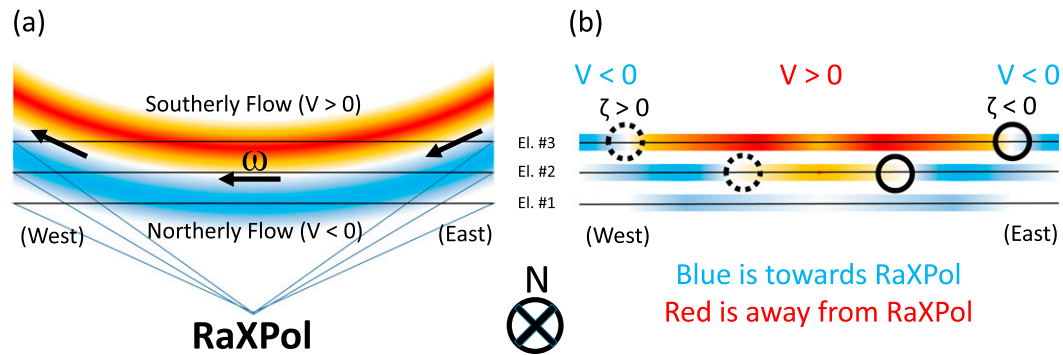 (a)
Southerly Flow (V > 0)
ω
Northerly Flow (V < 0)
(West)
(East)
RaXPol
N
(b)
V < 0
V > 0
V < 0
ζ > 0
ζ < 0
El. #3
El. #2
El. #1
(West)
(East)
Blue is towards RaXPol
Red is away from RaXPol